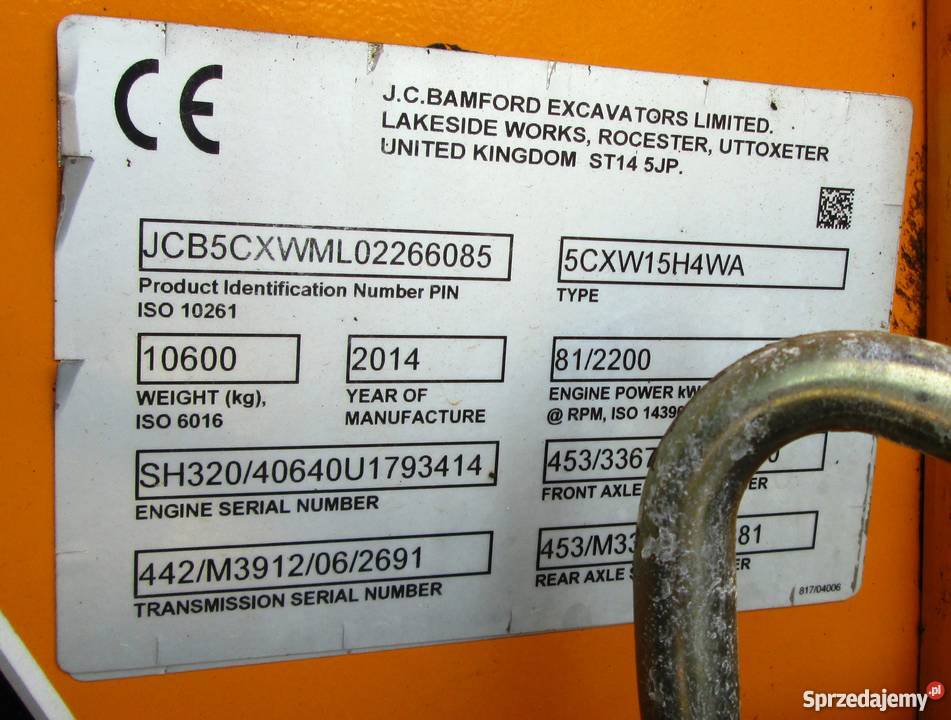 CE
J.C.BAMFORD EXCAVATORS LIMITED.
LAKESIDE WORKS, ROCESTER, UTTOXETER
UNITED KINGDOM ST14 5JP.
JCB5CXWML02266085
Product Identification Number PIN
ISO 10261
5CXW15H4WA
TYPE
10600
WEIGHT (kg),
ISO 6016
2014
YEAR OF
MANUFACTURE
81/2200
ENGINE POWER
@ RPM, ISO
SH320/40640U1793414
ENGINE SERIAL NUMBER
FRONT AXLE
442/M3912/06/2691
TRANSMISSION SERIAL NUMBER
REAR AXLE
817/04006
Sprzedajemy.pl